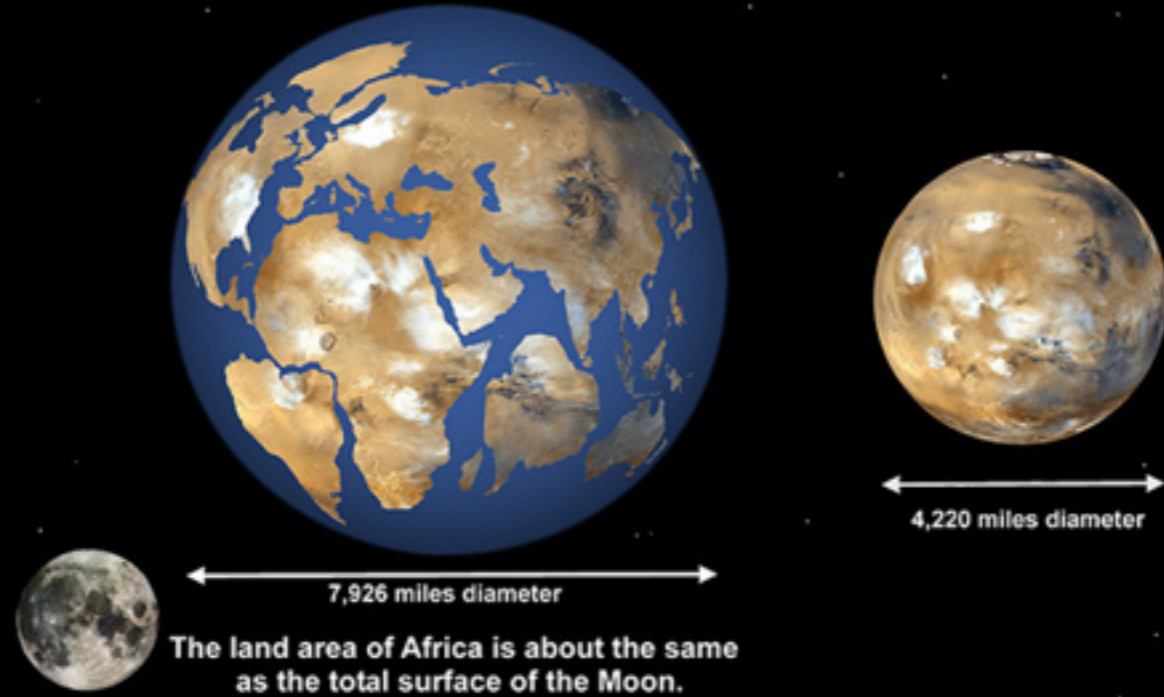 4,220 miles diameter
7,926 miles diameter
The land area of Africa is about the same
as the total surface of the Moon.